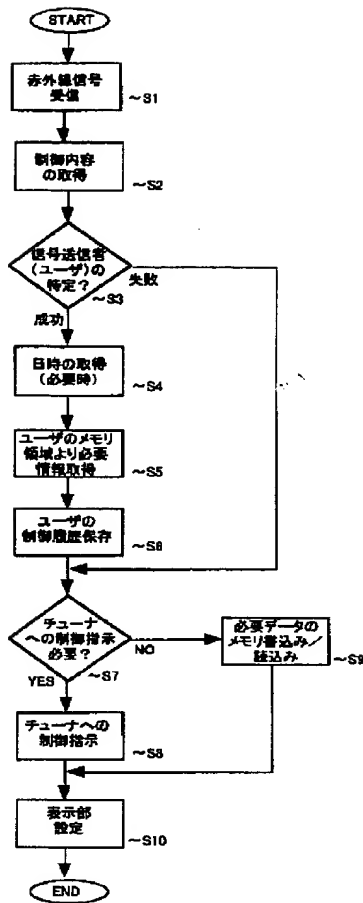 START
赤外線信号
受信
~S1
制御内容
の取得
~S2
信号送信者
(ユーザ)の
特定?
~S3
失敗
成功
日時の取得
(必要時)
~S4
ユーザのメモリ
領域より必要
情報取得
~S5
ユーザの
制御履歴保存
~S6
チューナ
への制御指示
必要?
~S7
NO
YES
必要データの
メモリ書込み/
読込み
~S9
チューナへの
制御指示
~S8
表示部
設定
~S10
END